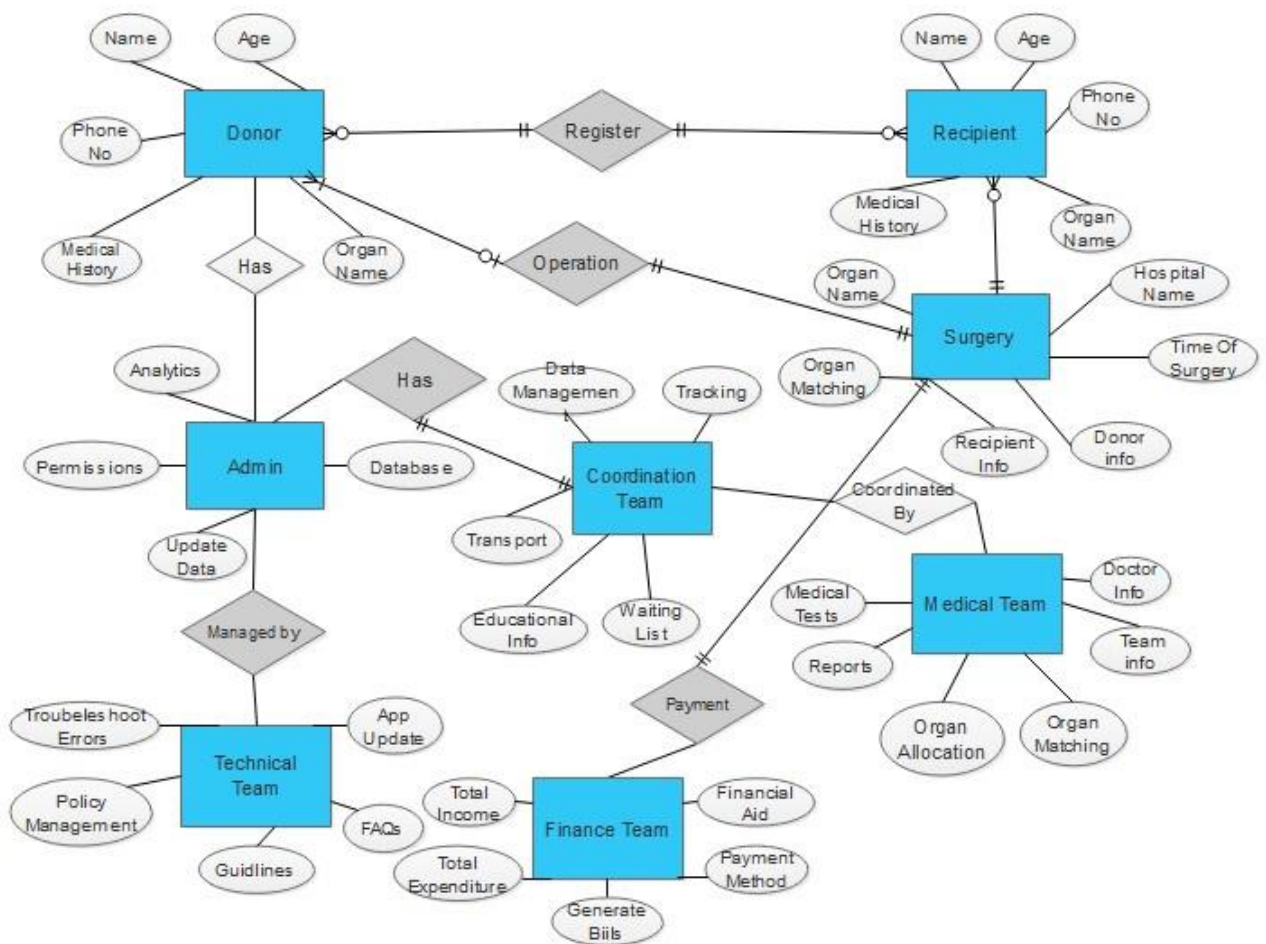 Name
Age
Name
Age
Phone
No
Donor
Register
Recipient
Phone
No
Medical
History
Has
Organ
Name
Operation
Medical
History
Organ
Name
Organ
Name
Surgery
Hospital
Name
Time Of
Surgery
Organ
Matching
Recipient
Info
Donor
info
Analytics
Has
Data
Managemen
t
Tracking
Permissions
Admin
Database
Coordination
Team
Coordinated
By
Update
Data
Transport
Educational
Info
Waiting
List
Medical
Tests
Medical Team
Doctor
Info
Reports
Team
info
Organ
Allocation
Organ
Matching
Managed by
Payment
Troubeleshoot
Errors
App
Update
Technical
Team
Policy
Management
FAQs
Guidlines
Total
Income
Finance Team
Financial
Aid
Total
Expenditure
Payment
Method
Generate
Biils